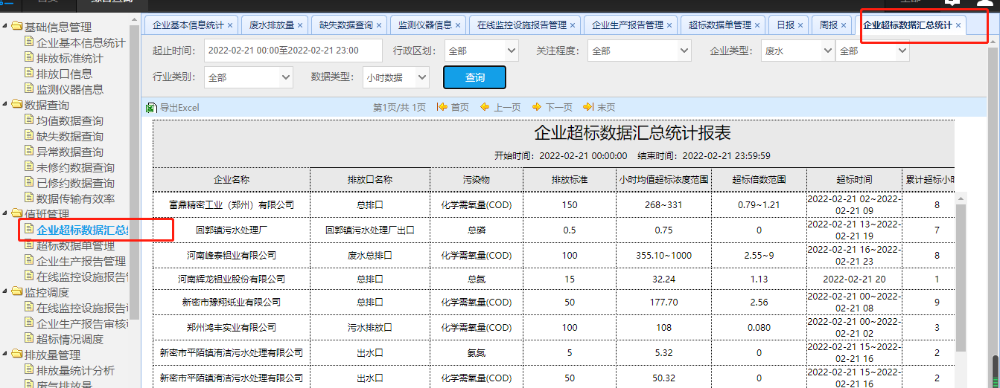 企业基本信息统计 ×
废水排放量 ×
缺失数据查询 ×
监测仪器信息 ×
在线监控设施报告管理 ×
企业生产报告管理 ×
超标数据单管理 ×
日报 ×
周报 ×
企业超标数据汇总统计 ×
基础信息管理
企业基本信息统计
排放标准统计
排放口信息
监测仪器信息
数据查询
均值数据查询
缺失数据查询
异常数据查询
未修约数据查询
已修约数据查询
数据传输有效率
值班管理
企业超标数据汇总
超标数据单管理
企业生产报告管理
在线监控设施报告
监控调度
在线监控设施报告
企业生产报告审核
超标情况调度
排放量管理
排放量统计分析
废气排放量
起止时间: 2022-02-21 00:00至2022-02-21 23:00 行政区划: 全部 关注程度: 全部 企业类型: 废水 全部
行业类别: 全部 数据类型: 小时数据 查询
导出Excel 第1页/共 1页 首页 上一页 下一页 末页
企业超标数据汇总统计报表
开始时间：2022-02-21 00:00:00 结束时间：2022-02-21 23:59:59
企业名称 排放口名称 污染物 排放标准 小时均值超标浓度范围 超标倍数范围 超标时间 累计超标小时
富鼎精密工业（郑州）有限公司 总排口 化学需氧量(COD) 150 268~331 0.79~1.21 2022-02-21 02~2022-02-21 09 8
回郭镇污水处理厂 回郭镇污水处理厂出口 总磷 0.5 0.75 0 2022-02-21 13~2022-02-21 19 7
河南峰泰铝业有限公司 废水总排口 化学需氧量(COD) 100 355.10~1000 2.55~9 2022-02-21 16~2022-02-21 23 8
河南辉龙铝业股份有限公司 总排口 总氮 15 32.24 1.13 2022-02-21 20 1
新密市豫翔纸业有限公司 总排口 化学需氧量(COD) 50 177.70 2.56 2022-02-21 00~2022-02-21 08 9
郑州鸿丰实业有限公司 污水排放口 化学需氧量(COD) 100 108 0.080 2022-02-21 00~2022-02-21 02 3
新密市平陌镇洧洁污水处理有限公司 出水口 氨氮 5 5.32 0 2022-02-21 15~2022-02-21 16 2
新密市平陌镇洧洁污水处理有限公司 出水口 化学需氧量(COD) 50 50.32 0 2022-02-21 15~2022-02-21 16 2